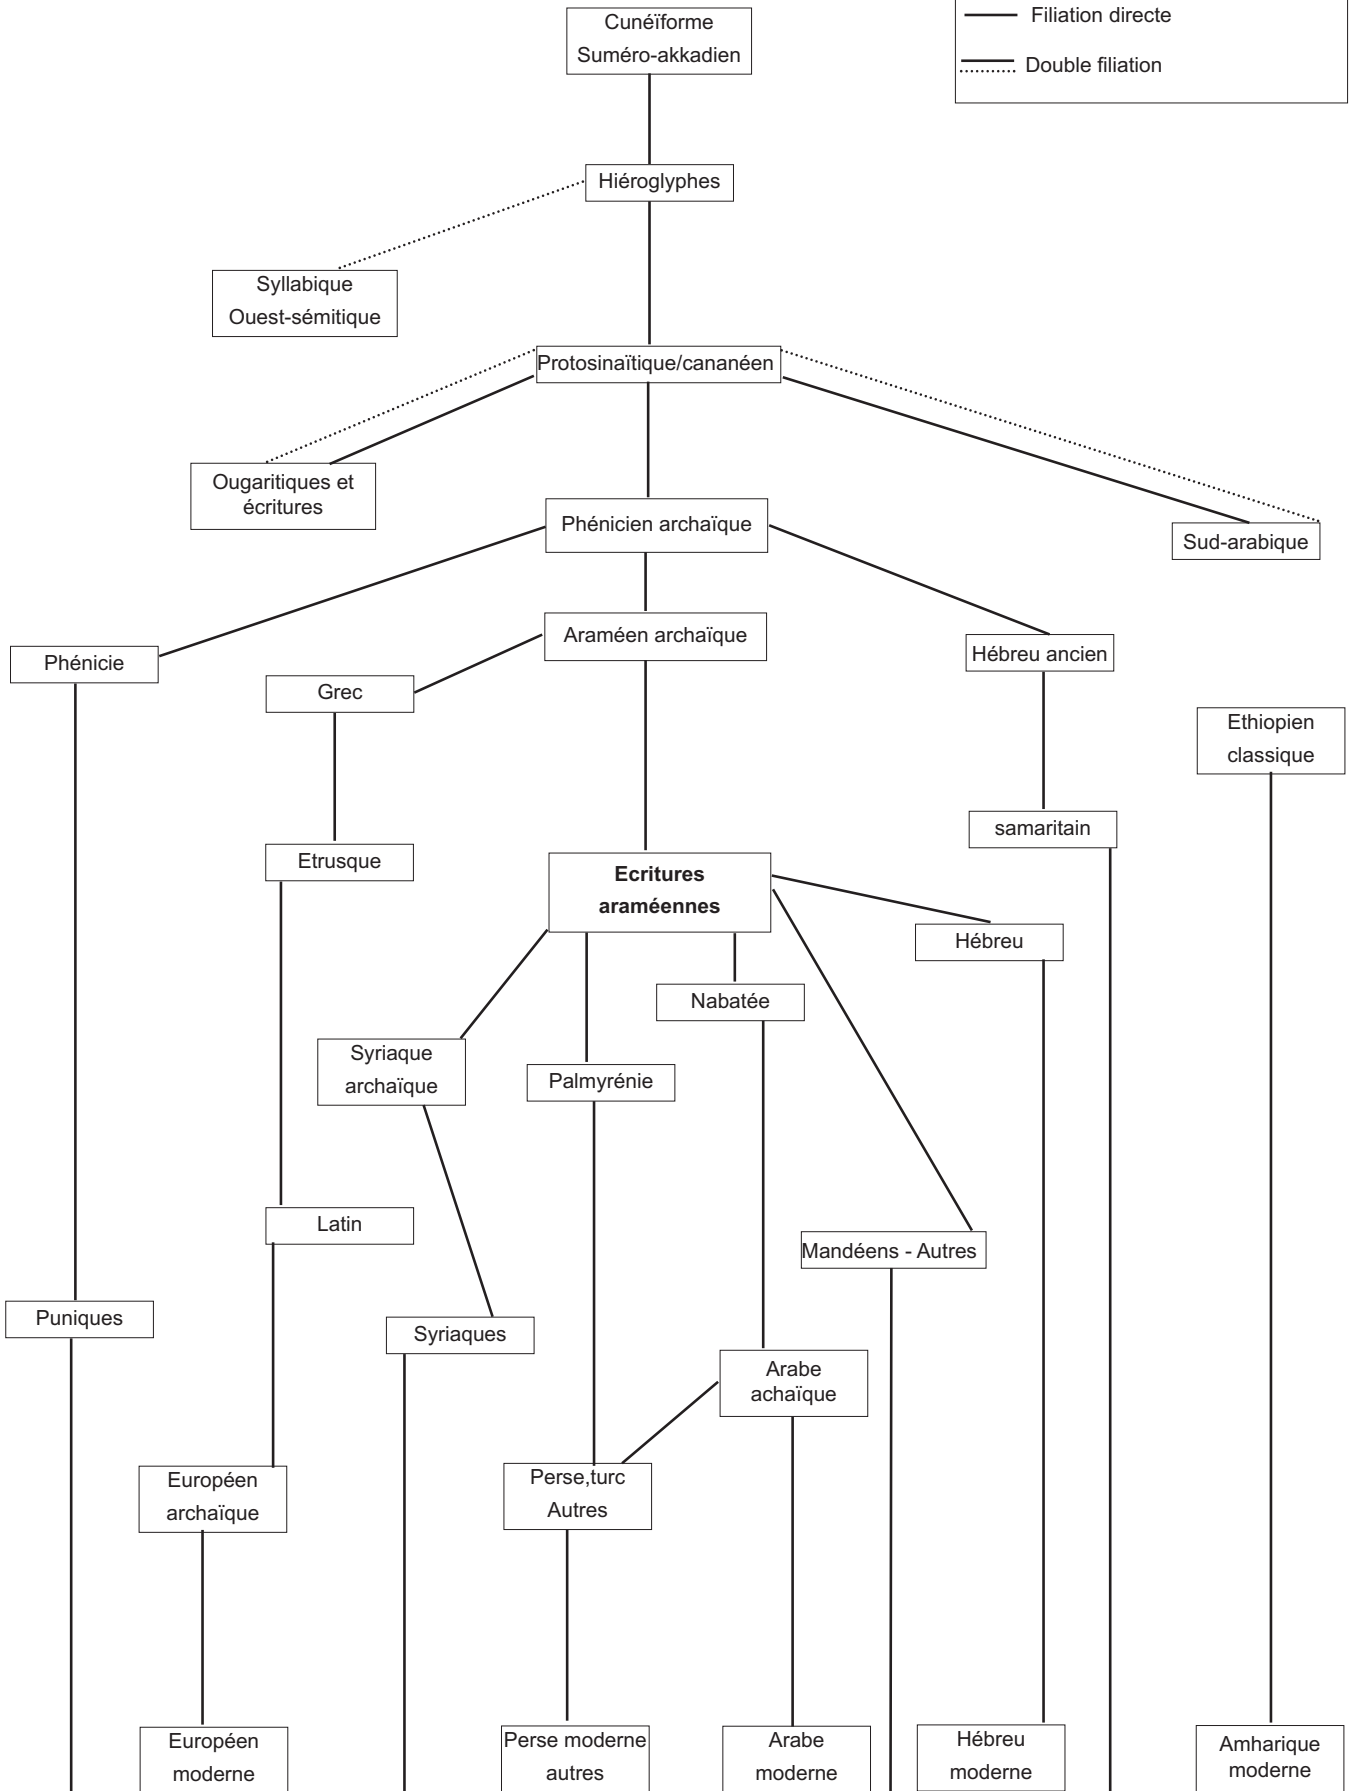 Filiation directe
Double filiation
Cunéïforme
Suméro-akkadien
Hiéroglyphes
Syllabique
Ouest-sémitique
Protosinaïtique/cananéen
Ougaritiques et
écritures
Phénicien archaïque
Sud-arabique
Araméen archaïque
Phénicie
Hébreu ancien
Grec
Ethiopien
classique
samaritain
Etrusque
Ecritures
araméennes
Hébreu
Nabatée
Syriaque
archaïque
Palmyrénie
Latin
Mandéens - Autres
Puniques
Syriaques
Arabe
achaïque
Européen
archaïque
Perse,turc
Autres
Européen
moderne
Perse moderne
autres
Arabe
moderne
Hébreu
moderne
Amharique
moderne